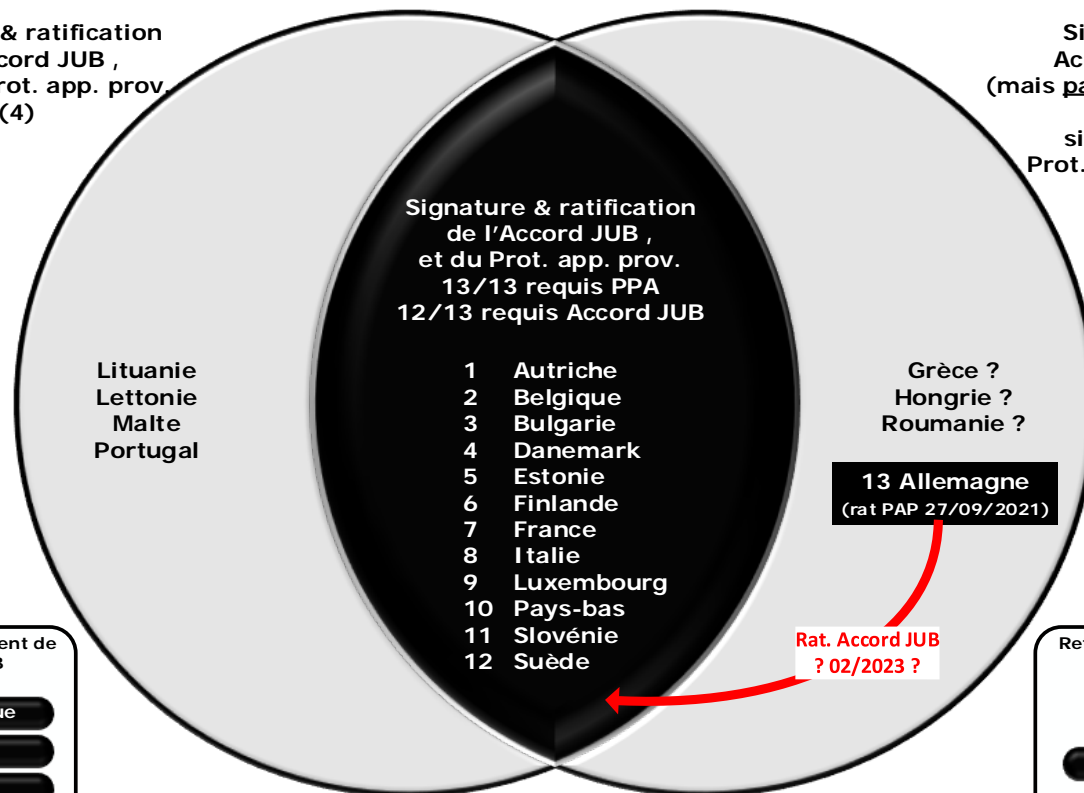 & ratification
cord JUB ,
rot. app. prov.
(4)
Si
Ac
(mais pa
si
Prot.
Signature & ratification
de l'Accord JUB ,
et du Prot. app. prov.
13/13 requis PPA
12/13 requis Accord JUB
Lituanie
Lettonie
Malte
Portugal
1 Autriche
2 Belgique
3 Bulgarie
4 Danemark
5 Estonie
6 Finlande
7 France
8 Italie
9 Luxembourg
10 Pays-bas
11 Slovénie
12 Suède
Grèce ?
Hongrie ?
Roumanie ?
13 Allemagne
(rat PAP 27/09/2021)
Rat. Accord JUB
? 02/2023 ?
ent de
ue
Re